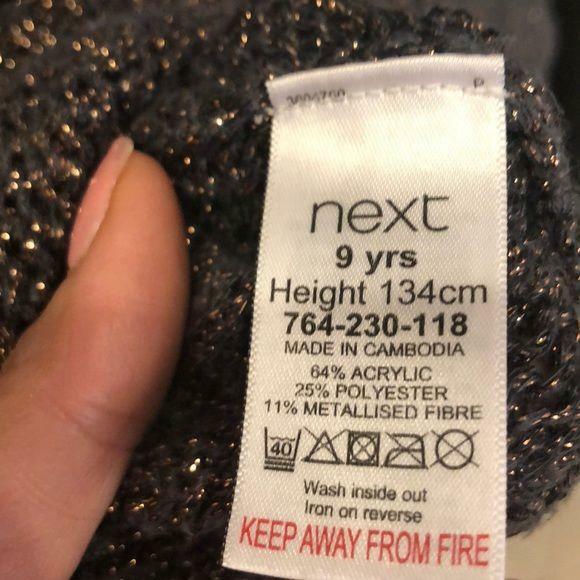 P
next
9 yrs
Height 134cm
764-230-118
MADE IN CAMBODIA
64% ACRYLIC
25% POLYESTER
11% METALLISED FIBRE
40
Wash inside out
Iron on reverse
KEEP AWAY FROM FIRE